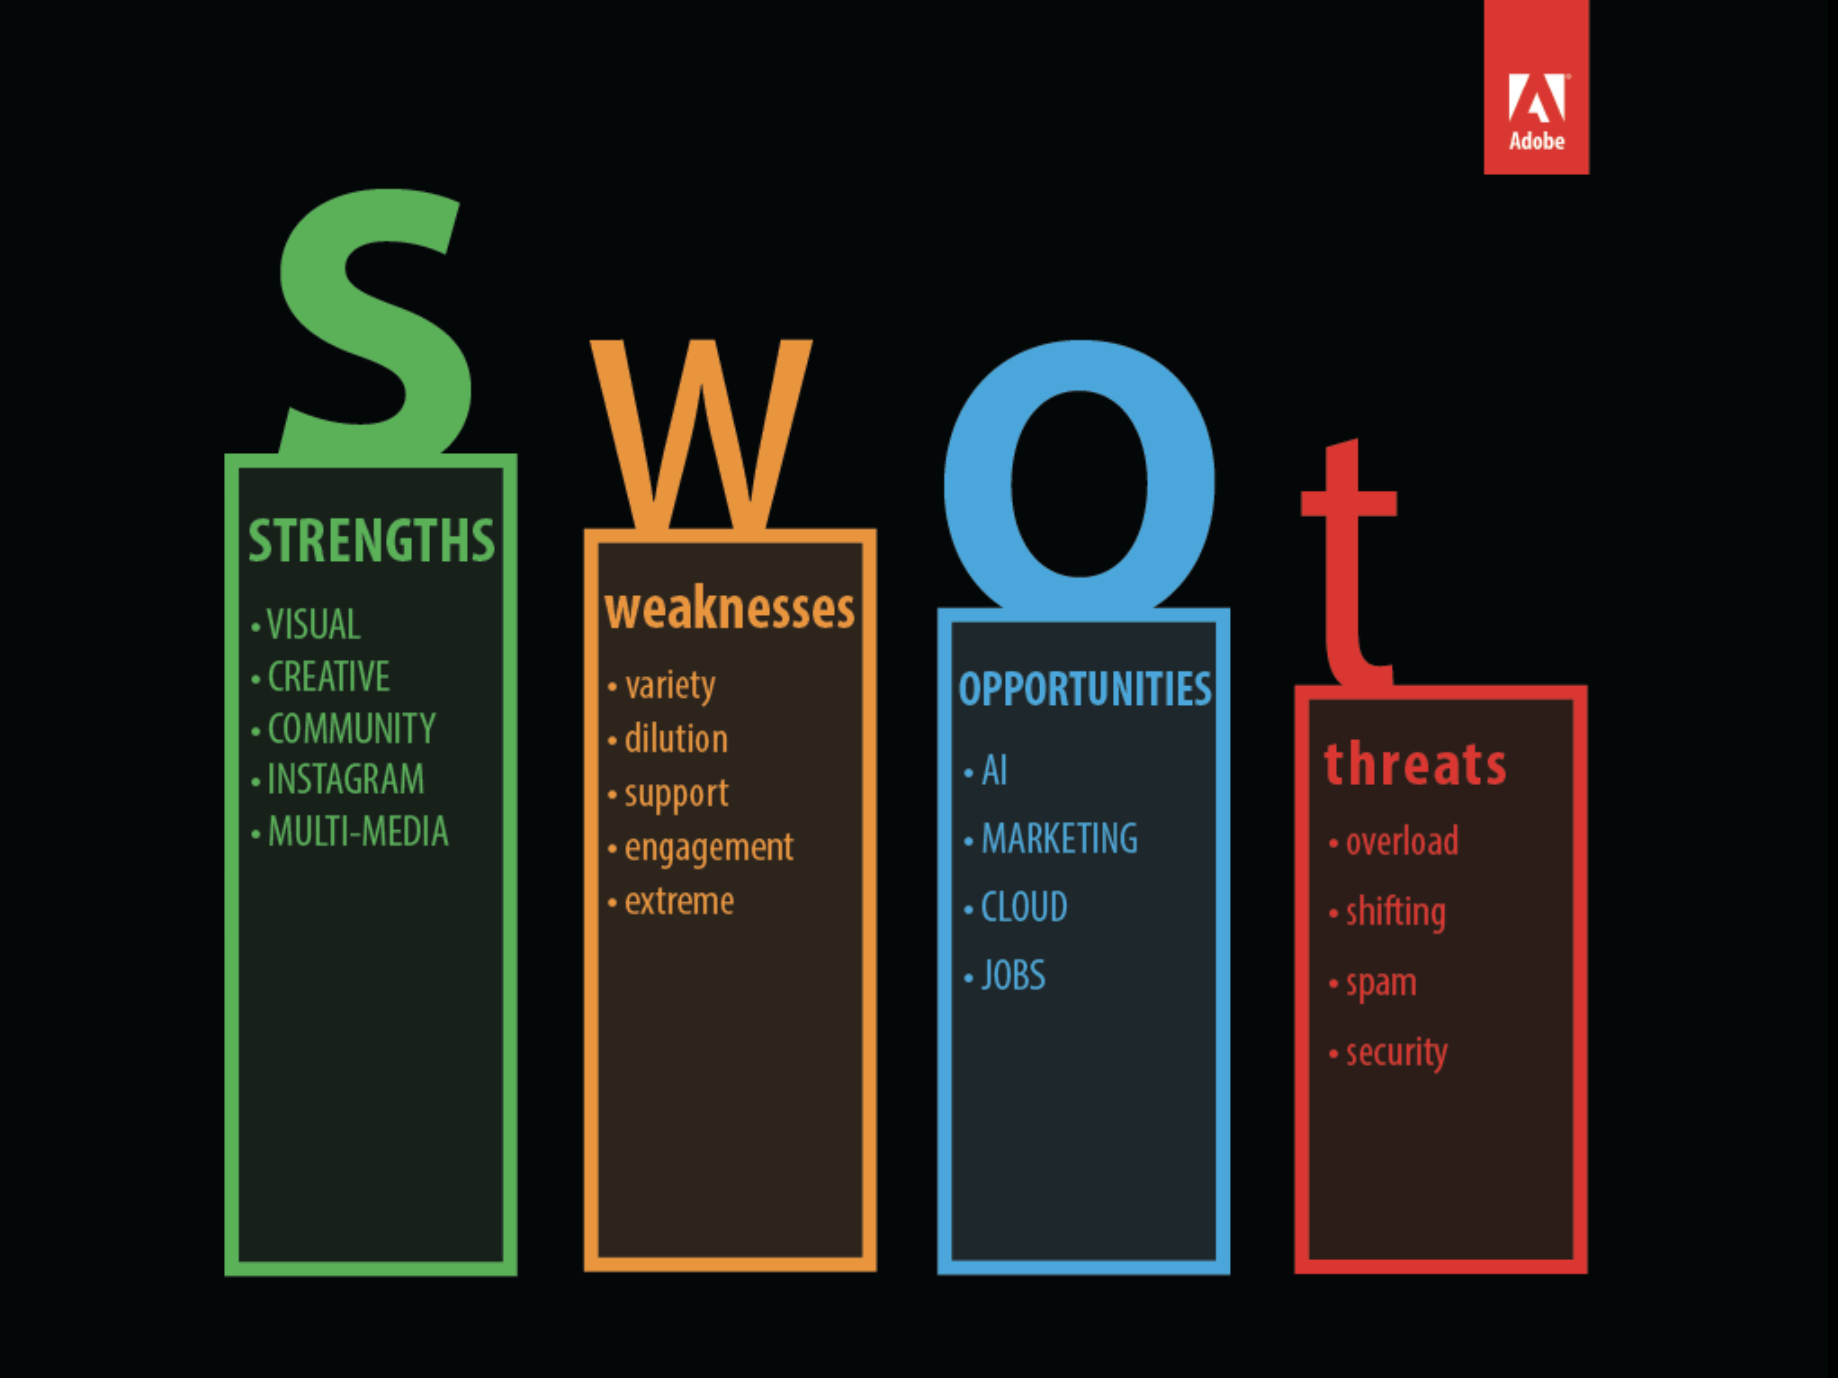 Adobe
S
STRENGTHS
• VISUAL
• CREATIVE
• COMMUNITY
• INSTAGRAM
• MULTI-MEDIA
w
weaknesses
• variety
• dilution
• support
• engagement
• extreme
O
OPPORTUNITIES
• AI
• MARKETING
• CLOUD
• JOBS
t
threats
• overload
• shifting
• spam
• security